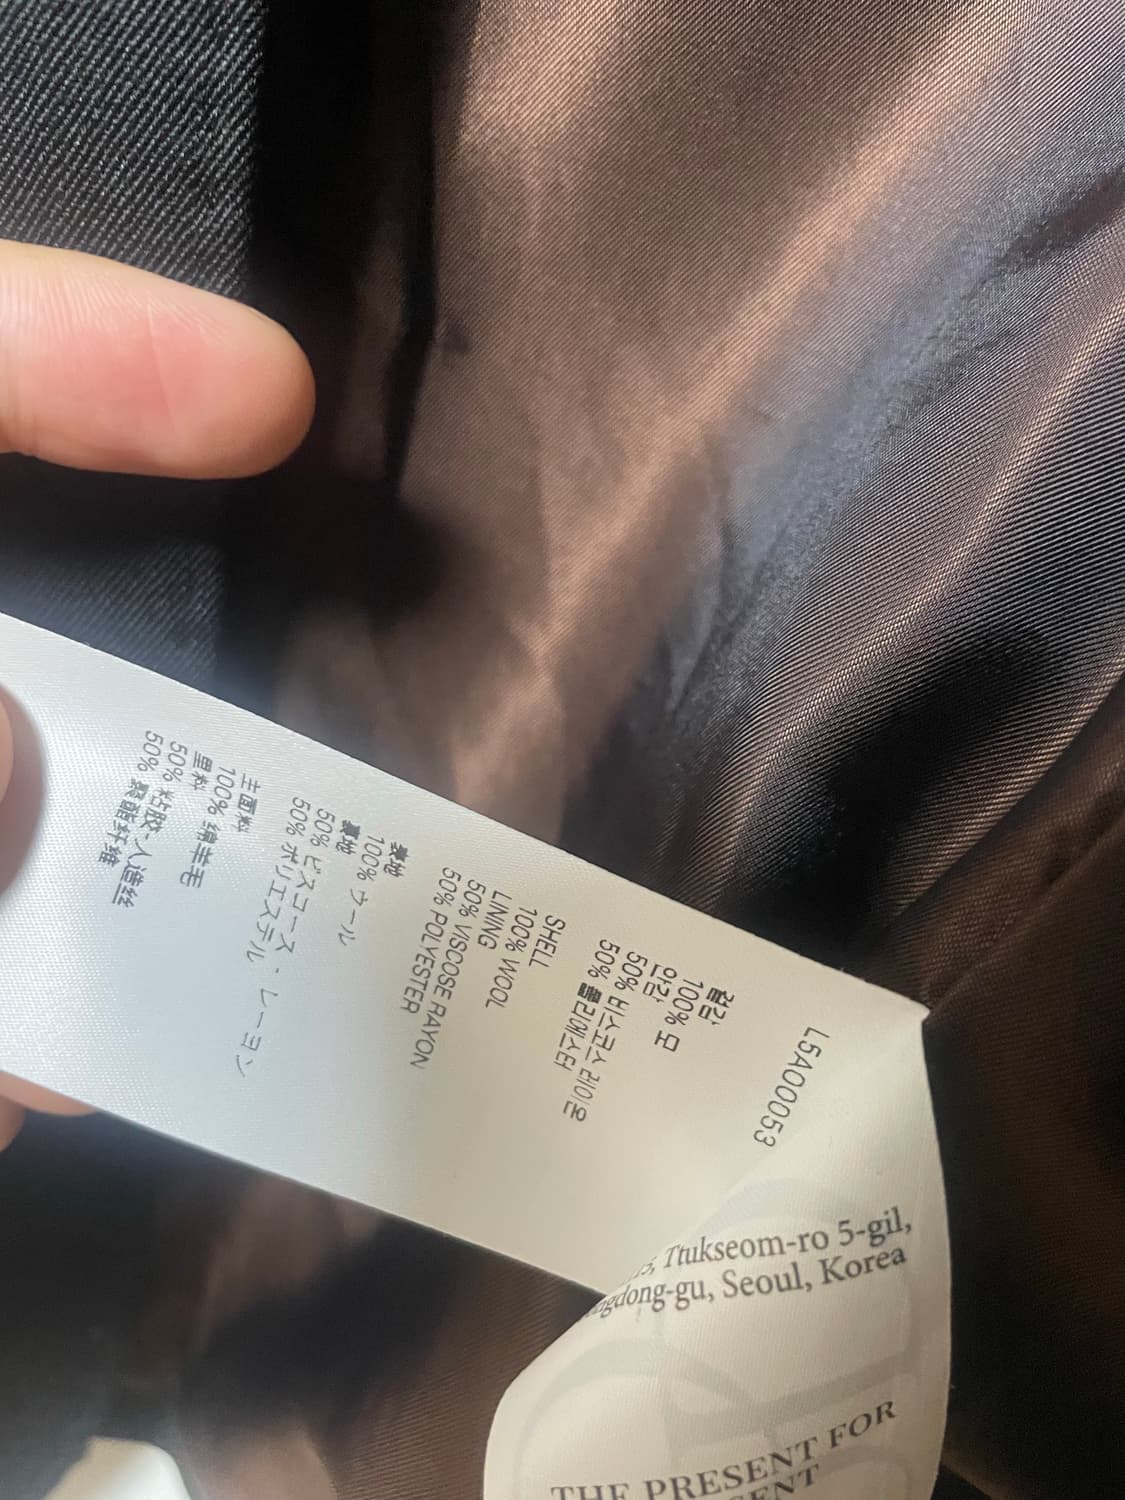 L5A00053
겉감
100% 모
안감
50% 비스코스 레이온
50% 폴리에스터
SHELL
100% WOOL
LINING
50% VISCOSE RAYON
50% POLYESTER
表地
100% ウール
裏地
50% ビスコース・レーヨン
50% ポリエステル
主面料
100% 绵羊毛
里料
50% 粘胶-人造丝
50% 聚酯纤维
Ttukseom-ro 5-gil,
gdong-gu, Seoul, Korea
THE PRESENT FOR
SENT